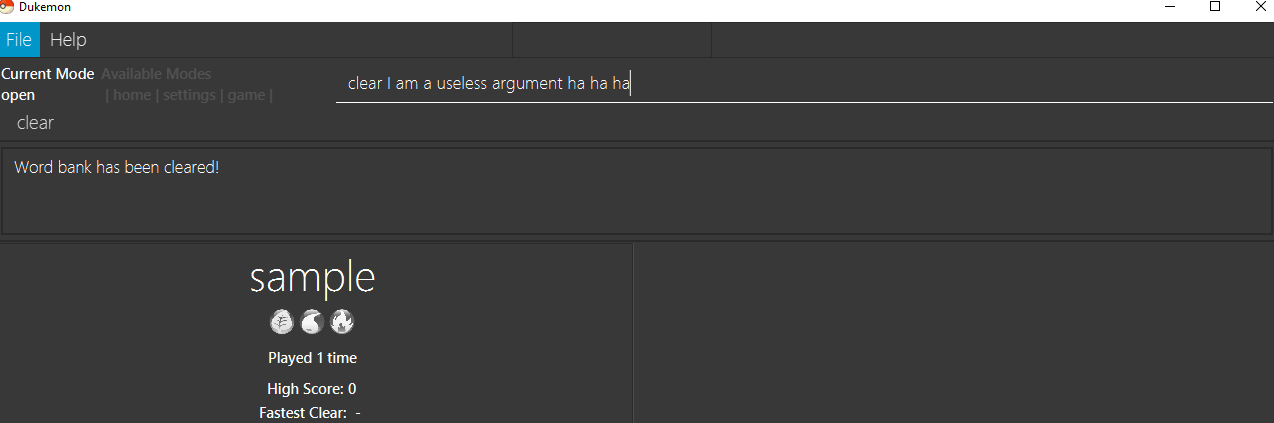 Dukemon
File Help
Current Mode Available Modes
open | home | settings | game |
clear I am a useless argument ha ha ha
clear
Word bank has been cleared!
sample
Played 1 time
High Score: 0
Fastest Clear: -